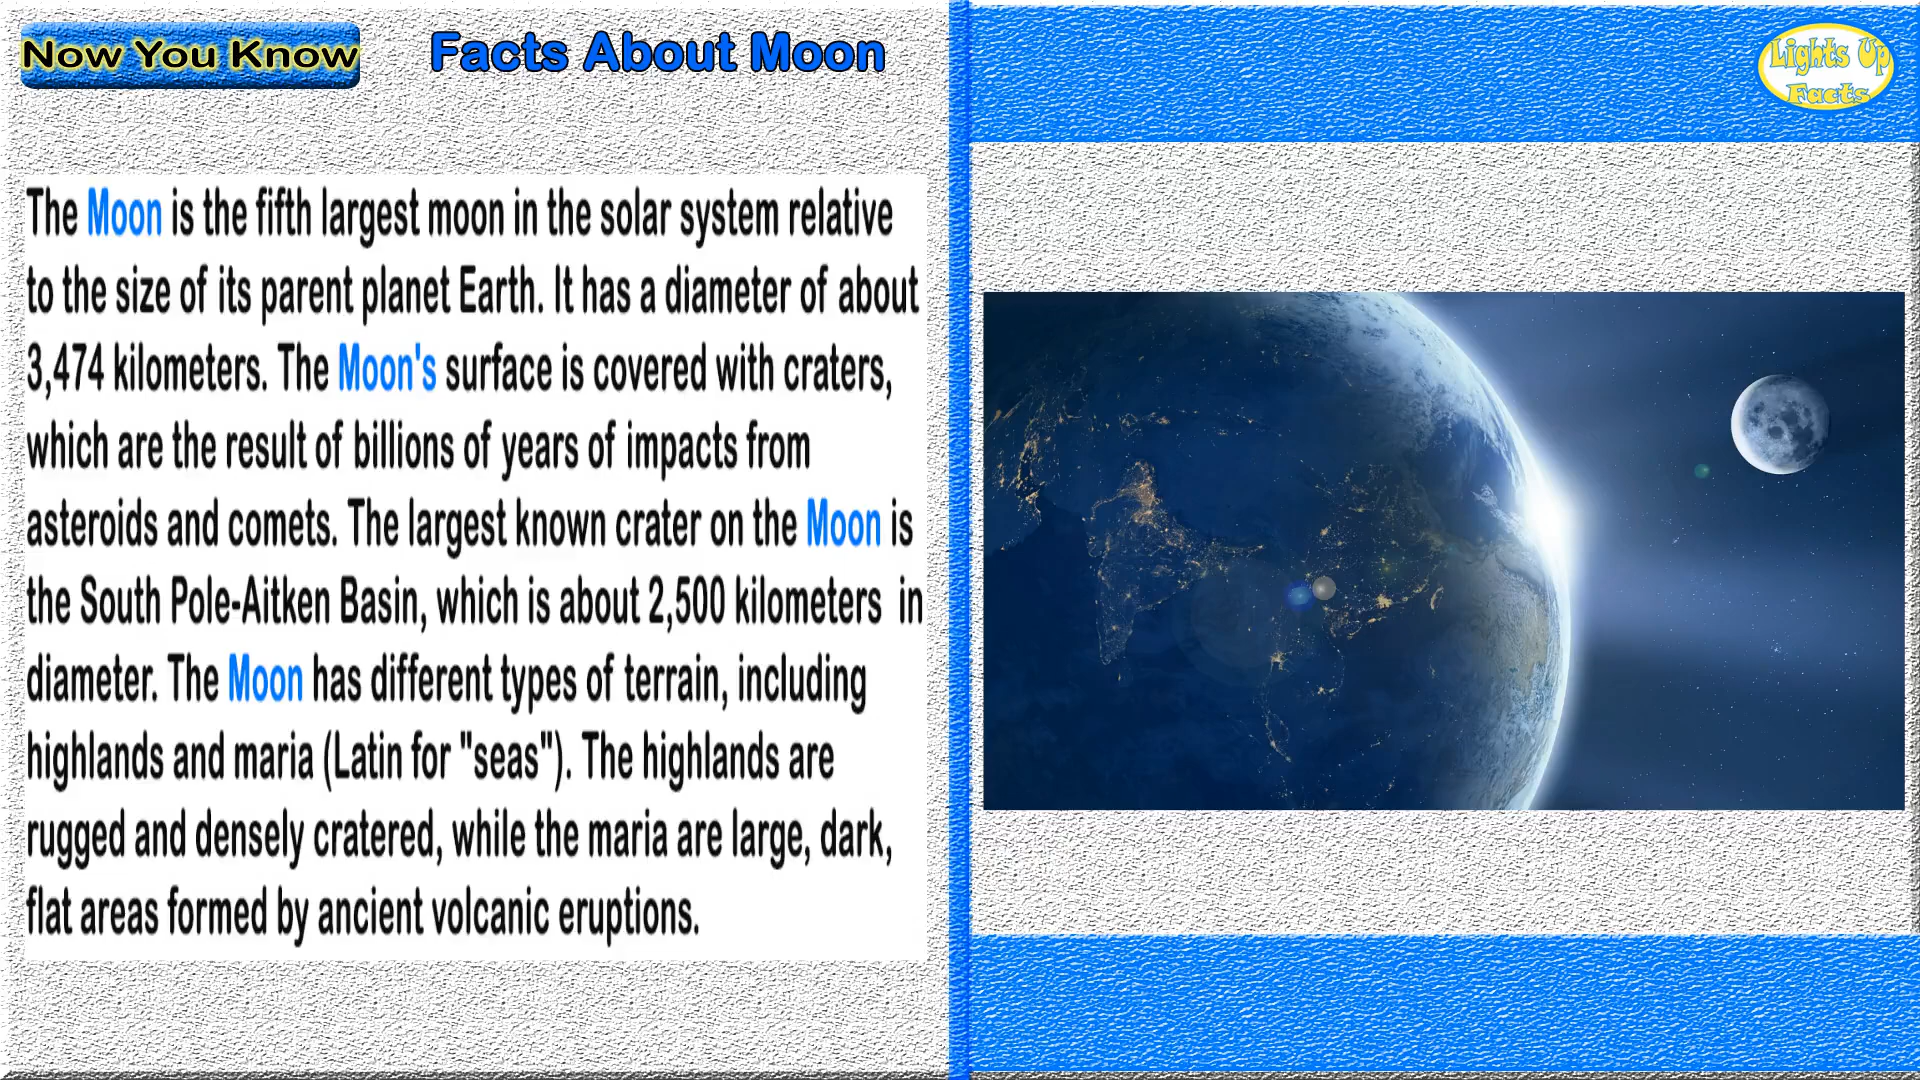 Now You Know
Facts About Moon
Lights Up
Facts
The Moon is the fifth largest moon in the solar system relative
to the size of its parent planet Earth. It has a diameter of about
3,474 kilometers. The Moon's surface is covered with craters,
which are the result of billions of years of impacts from
asteroids and comets. The largest known crater on the Moon is
the South Pole-Aitken Basin, which is about 2,500 kilometers in
diameter. The Moon has different types of terrain, including
highlands and maria (Latin for "seas"). The highlands are
rugged and densely cratered, while the maria are large, dark,
flat areas formed by ancient volcanic eruptions.